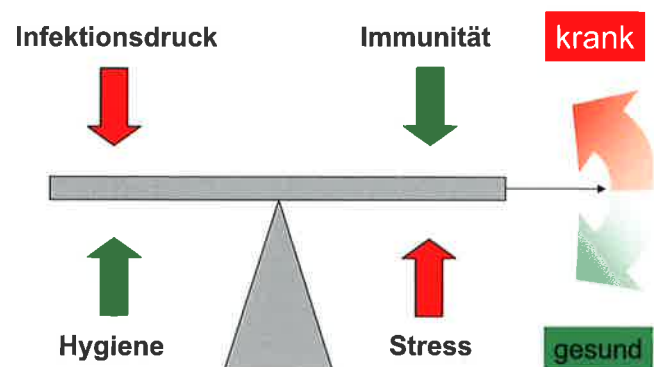 Infektionsdruck
Immunität
krank
Hygiene
Stress
gesund